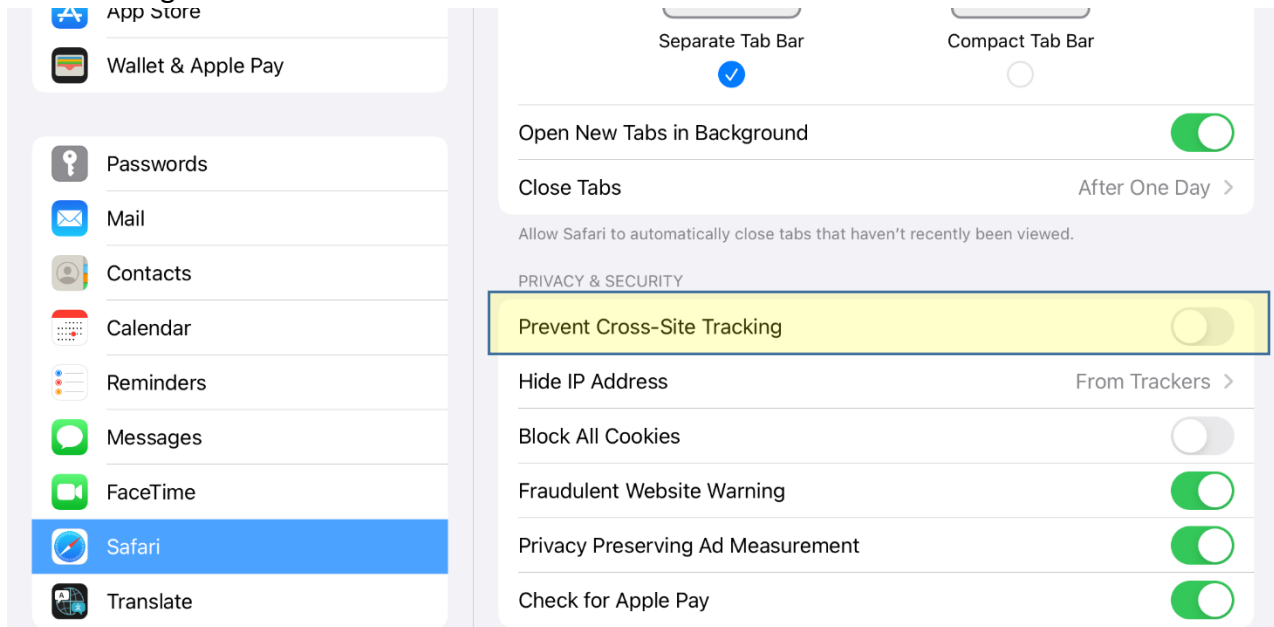 App Store
Wallet & Apple Pay
Passwords
Mail
Contacts
Calendar
Reminders
Messages
FaceTime
Safari
Translate
Separate Tab Bar
Compact Tab Bar
Open New Tabs in Background
Close Tabs After One Day >
Allow Safari to automatically close tabs that haven't recently been viewed.
PRIVACY & SECURITY
Prevent Cross-Site Tracking
Hide IP Address From Trackers >
Block All Cookies
Fraudulent Website Warning
Privacy Preserving Ad Measurement
Check for Apple Pay